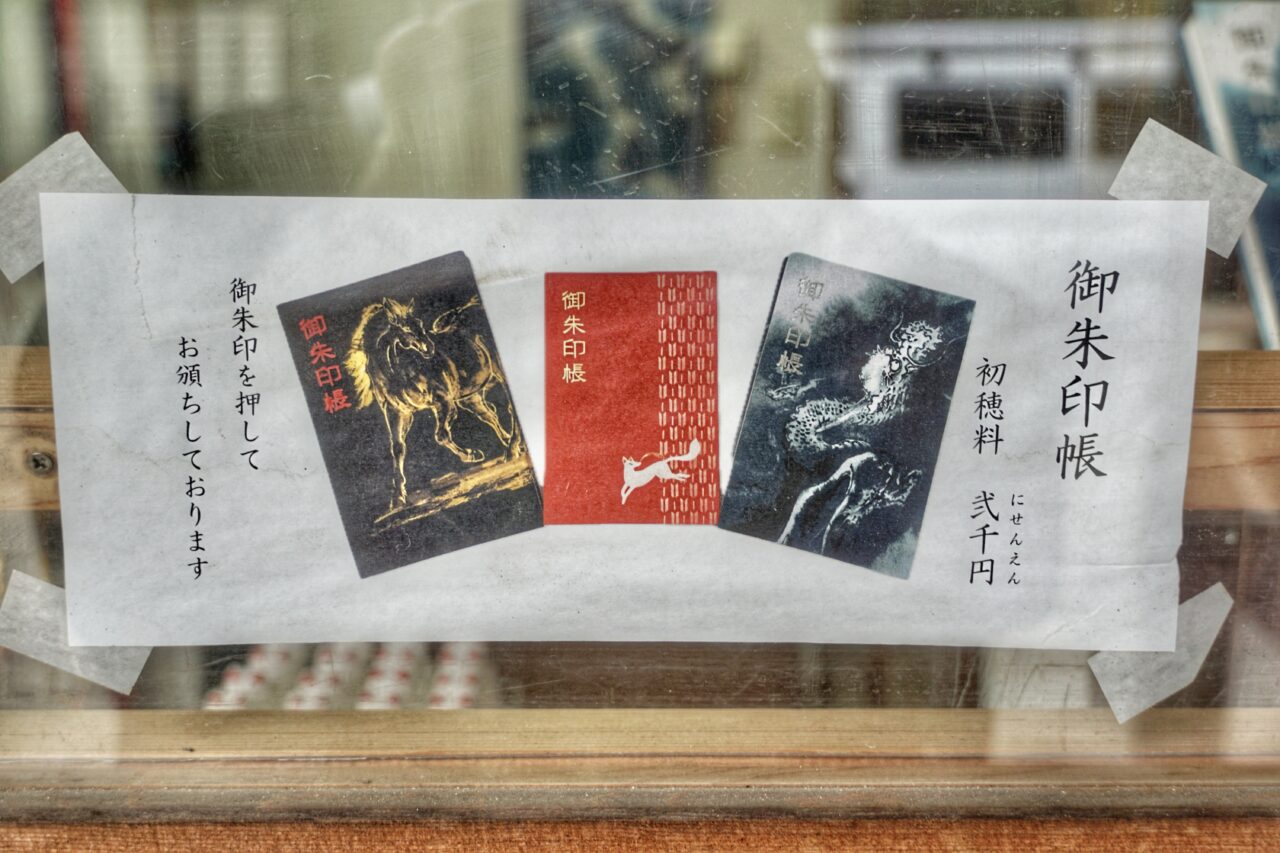 御朱印帳
初穂料 弐千円
にせんえん
御朱印帳
御朱印帳
御朱印帳
御朱印を押して
お頒ちしております